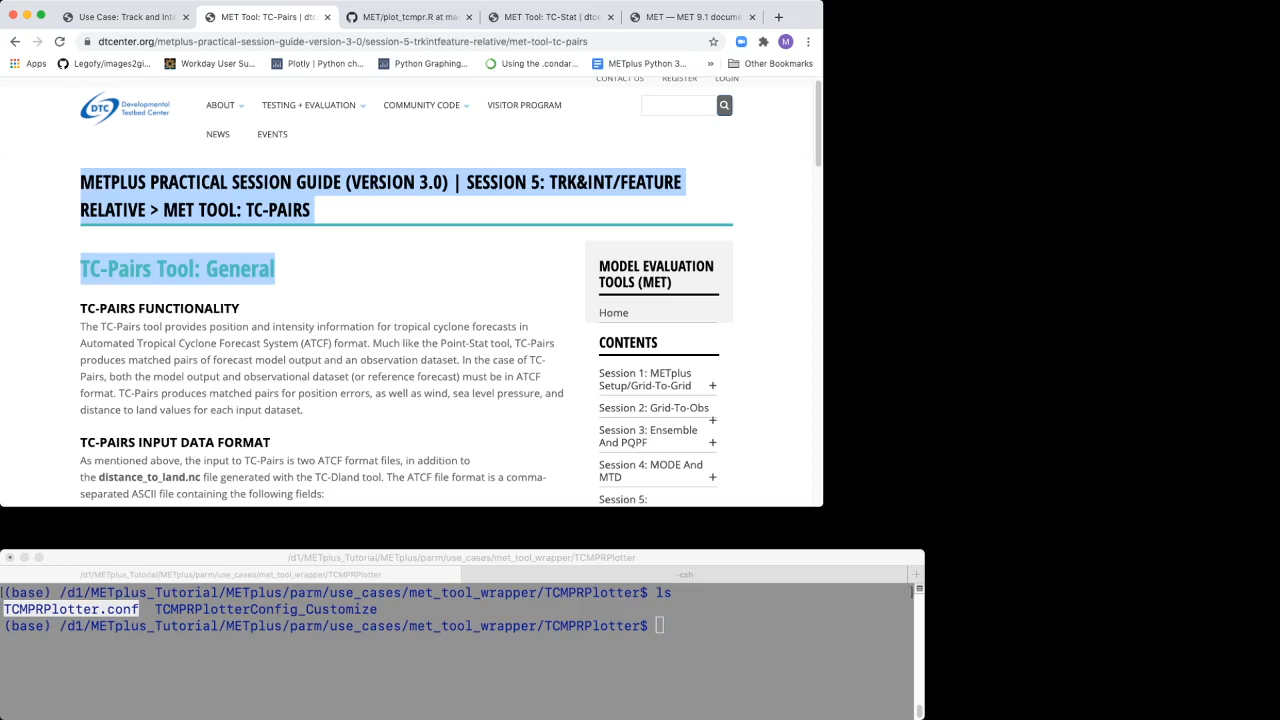 Use Case: Track and Int
MET Tool: TC-Pairs | dtc
MET/plot_tcmpr.R at ma
MET Tool: TC-Stat | dtce
MET — MET 9.1 docume
dtcenter.org/metplus-practical-session-guide-version-3-0/session-5-trkintfeature-relative/met-tool-tc-pairs
M
Apps
Legofy/images2gi...
Workday User Su...
Plotly | Python ch...
Python Graphing...
Using the .condar...
METplus Python 3...
»
Other Bookmarks
CONTACT US
REGISTER
LOGIN
DTC
Developmental
Testbed Center
ABOUT
TESTING + EVALUATION
COMMUNITY CODE
VISITOR PROGRAM
NEWS
EVENTS
METPLUS PRACTICAL SESSION GUIDE (VERSION 3.0) | SESSION 5: TRK&INT/FEATURE
RELATIVE > MET TOOL: TC-PAIRS
TC-Pairs Tool: General
TC-PAIRS FUNCTIONALITY
The TC-Pairs tool provides position and intensity information for tropical cyclone forecasts in
Automated Tropical Cyclone Forecast System (ATCF) format. Much like the Point-Stat tool, TC-Pairs
produces matched pairs of forecast model output and an observation dataset. In the case of TC-
Pairs, both the model output and observational dataset (or reference forecast) must be in ATCF
format. TC-Pairs produces matched pairs for position errors, as well as wind, sea level pressure, and
distance to land values for each input dataset.
TC-PAIRS INPUT DATA FORMAT
As mentioned above, the input to TC-Pairs is two ATCF format files, in addition to
the distance_to_land.nc file generated with the TC-Dland tool. The ATCF file format is a comma-
separated ASCII file containing the following fields:
MODEL EVALUATION
TOOLS (MET)
Home
CONTENTS
Session 1: METplus
Setup/Grid-To-Grid +
Session 2: Grid-To-Obs
+
Session 3: Ensemble
And PQPF +
Session 4: MODE And
MTD +
Session 5:
/d1/METplus_Tutorial/METplus/parm/use_cases/met_tool_wrapper/TCMPRPlotter
/d1/METplus_Tutorial/METplus/parm/use_cases/met_tool_wrapper/TCMPRPlotter
-csh
[(base) /d1/METplus_Tutorial/METplus/parm/use_cases/met_tool_wrapper/TCMPRPlotter$ ls ]
TCMPRPlotter.conf TCMPRPlotterConfig_Customize
(base) /d1/METplus_Tutorial/METplus/parm/use_cases/met_tool_wrapper/TCMPRPlotter$